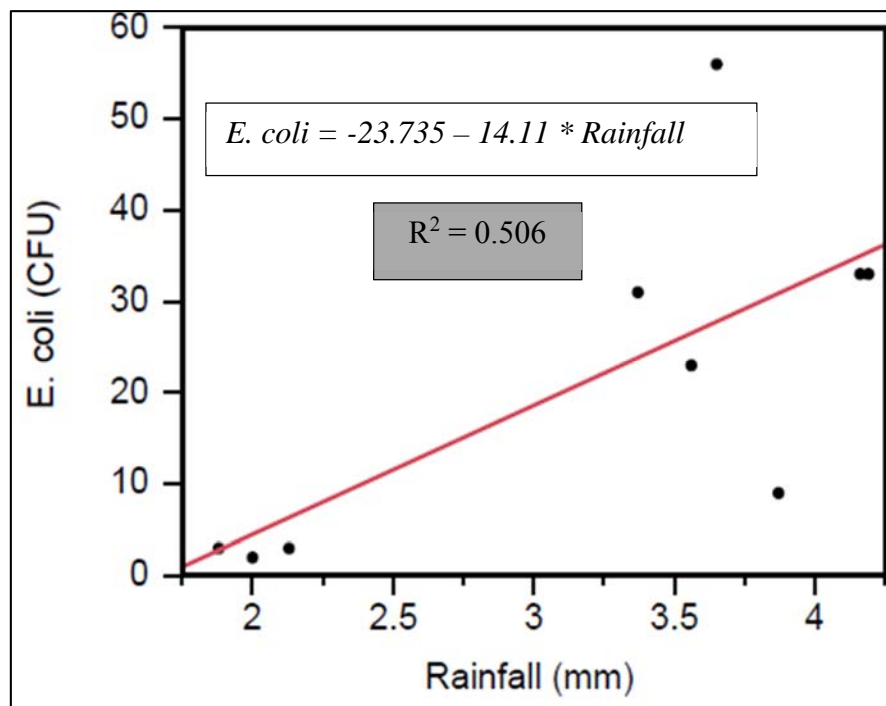 60
50
40
30
20
10
0
E. coli (CFU)
E. coli = -23.735 – 14.11 * Rainfall
R² = 0.506
2 2.5 3 3.5 4
Rainfall (mm)